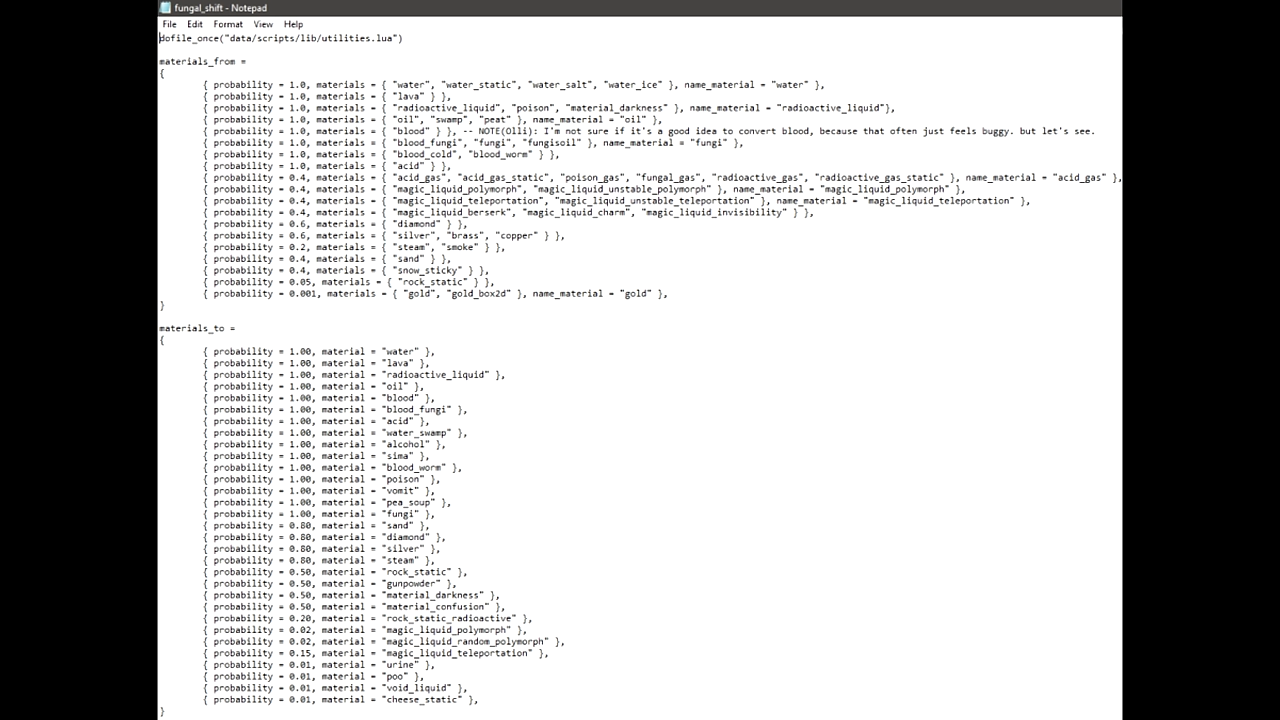 fungal_shift - Notepad
File Edit Format View Help
dofile_once("data/scripts/lib/utilities.lua")
materials_from =
{
{ probability = 1.0, materials = { "water", "water_static", "water_salt", "water_ice" }, name_material = "water" },
{ probability = 1.0, materials = { "lava" } },
{ probability = 1.0, materials = { "radioactive_liquid", "poison", "material_darkness" }, name_material = "radioactive_liquid"},
{ probability = 1.0, materials = { "oil", "swamp", "peat" }, name_material = "oil" },
{ probability = 1.0, materials = { "blood" } }, -- NOTE(Olli): I'm not sure if it's a good idea to convert blood, because that often just feels buggy. but let's see.
{ probability = 1.0, materials = { "blood_fungi", "fungi", "fungisoil" }, name_material = "fungi" },
{ probability = 1.0, materials = { "blood_cold", "blood_worm" } },
{ probability = 1.0, materials = { "acid" } },
{ probability = 0.4, materials = { "acid_gas", "acid_gas_static", "poison_gas", "fungal_gas", "radioactive_gas", "radioactive_gas_static" }, name_material = "acid_gas" },
{ probability = 0.4, materials = { "magic_liquid_polymorph", "magic_liquid_unstable_polymorph" }, name_material = "magic_liquid_polymorph" },
{ probability = 0.4, materials = { "magic_liquid_teleportation", "magic_liquid_unstable_teleportation" }, name_material = "magic_liquid_teleportation" },
{ probability = 0.4, materials = { "magic_liquid_berserk", "magic_liquid_charm", "magic_liquid_invisibility" } },
{ probability = 0.6, materials = { "diamond" } },
{ probability = 0.6, materials = { "silver", "brass", "copper" } },
{ probability = 0.2, materials = { "steam", "smoke" } },
{ probability = 0.4, materials = { "sand" } },
{ probability = 0.4, materials = { "snow_sticky" } },
{ probability = 0.05, materials = { "rock_static" } },
{ probability = 0.001, materials = { "gold", "gold_box2d" }, name_material = "gold" },
}
materials_to =
{
{ probability = 1.00, material = "water" },
{ probability = 1.00, material = "lava" },
{ probability = 1.00, material = "radioactive_liquid" },
{ probability = 1.00, material = "oil" },
{ probability = 1.00, material = "blood" },
{ probability = 1.00, material = "blood_fungi" },
{ probability = 1.00, material = "acid" },
{ probability = 1.00, material = "water_swamp" },
{ probability = 1.00, material = "alcohol" },
{ probability = 1.00, material = "sima" },
{ probability = 1.00, material = "blood_worm" },
{ probability = 1.00, material = "poison" },
{ probability = 1.00, material = "vomit" },
{ probability = 1.00, material = "pea_soup" },
{ probability = 1.00, material = "fungi" },
{ probability = 0.80, material = "sand" },
{ probability = 0.80, material = "diamond" },
{ probability = 0.80, material = "silver" },
{ probability = 0.80, material = "steam" },
{ probability = 0.50, material = "rock_static" },
{ probability = 0.50, material = "gunpowder" },
{ probability = 0.50, material = "material_darkness" },
{ probability = 0.50, material = "material_confusion" },
{ probability = 0.20, material = "rock_static_radioactive" },
{ probability = 0.02, material = "magic_liquid_polymorph" },
{ probability = 0.02, material = "magic_liquid_random_polymorph" },
{ probability = 0.15, material = "magic_liquid_teleportation" },
{ probability = 0.01, material = "urine" },
{ probability = 0.01, material = "poo" },
{ probability = 0.01, material = "void_liquid" },
{ probability = 0.01, material = "cheese_static" },
}